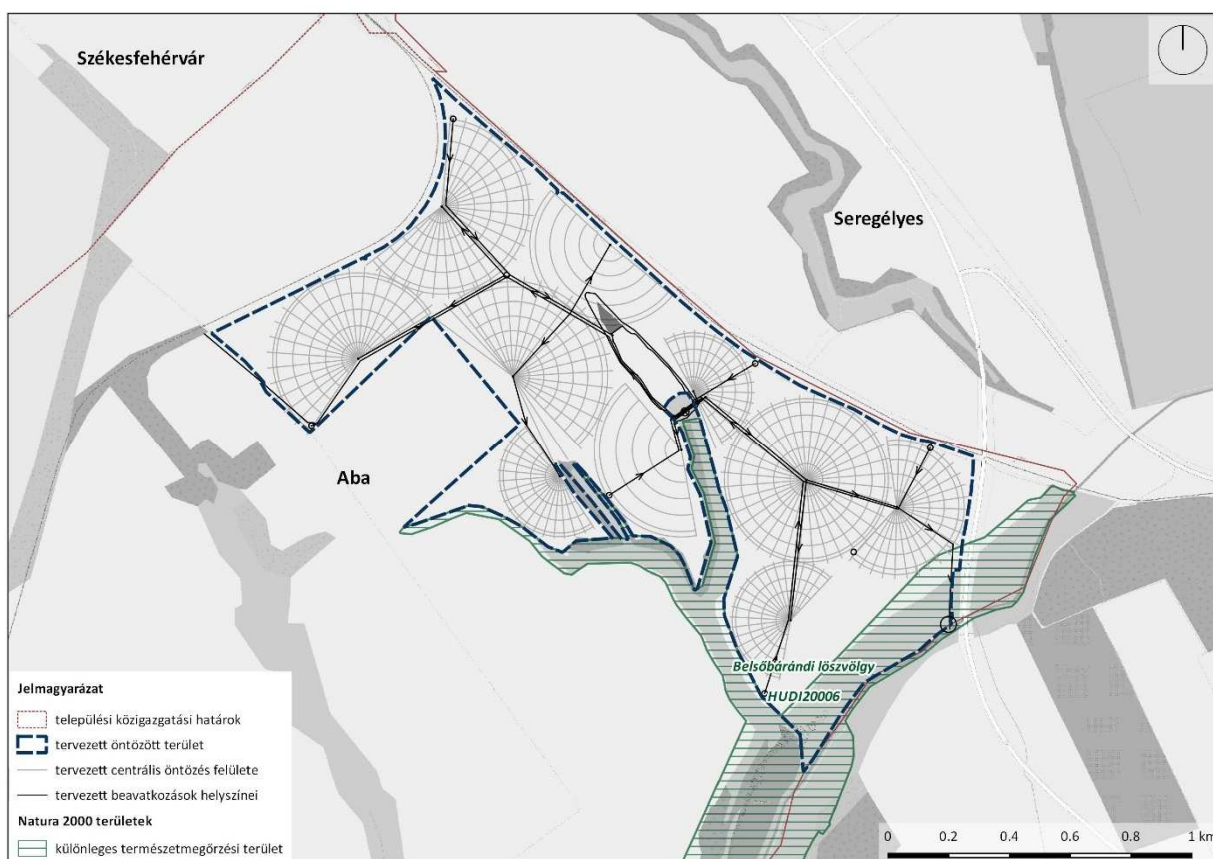 Székesfehérvár
Seregélyes
Aba
Belsőbárándi löszvölgy
HUDI20006
Jelmagyarázat
települési közigazgatási határok
tervezett öntözött terület
tervezett centrális öntözés felülete
tervezett beavatkozások helyszínei
Natura 2000 területek
különleges természetmegőrzési terület
0 0.2 0.4 0.6 0.8 1 km